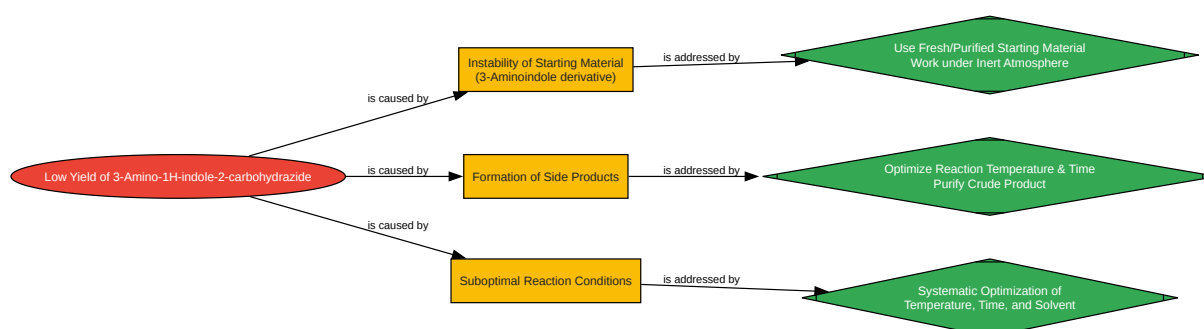 Low Yield of 3-Amino-1H-indole-2-carbohydrazide
is caused by
Instability of Starting Material
(3-Aminoindole derivative)
is addressed by
Use Fresh/Purified Starting Material
Work under Inert Atmosphere
is caused by
Formation of Side Products
is addressed by
Optimize Reaction Temperature & Time
Purify Crude Product
is caused by
Suboptimal Reaction Conditions
is addressed by
Systematic Optimization of
Temperature, Time, and Solvent